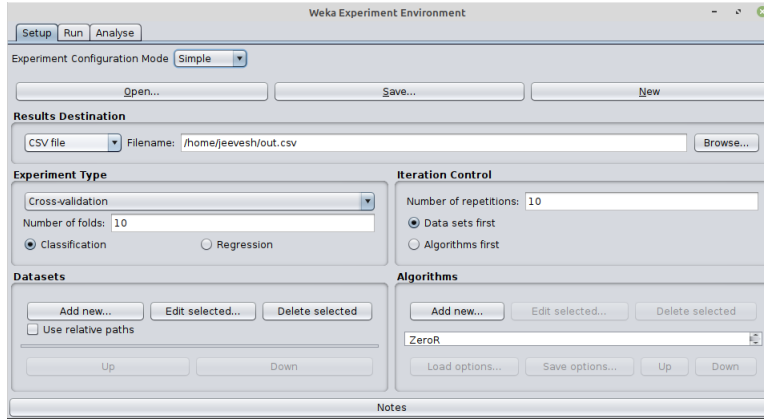 Weka Experiment Environment
Setup Run Analyse
Experiment Configuration Mode Simple
Open... Save... New
Results Destination
CSV file Filename: /home/jeevesh/out.csv Browse...
Experiment Type
Cross-validation
Number of folds: 10
Classification Regression
Iteration Control
Number of repetitions: 10
Data sets first
Algorithms first
Datasets
Add new... Edit selected... Delete selected
Use relative paths
Up Down
Algorithms
Add new... Edit selected... Delete selected
ZeroR
Load options... Save options... Up Down
Notes